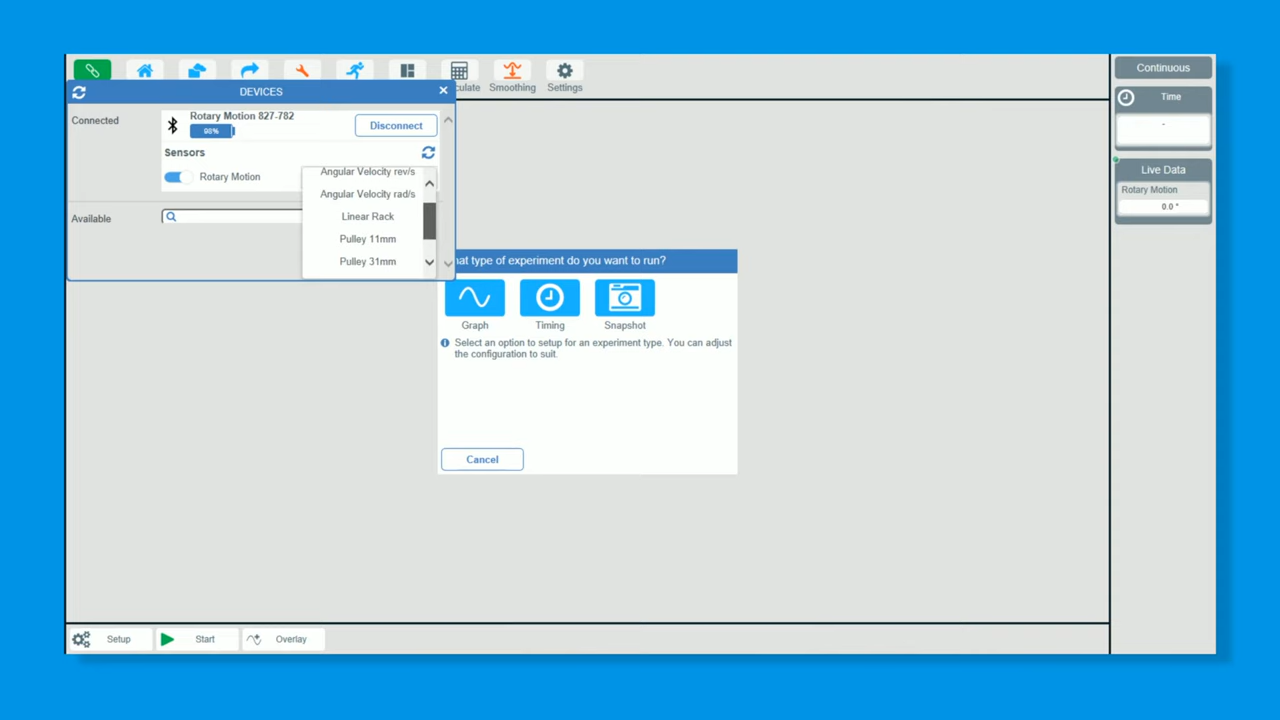 culate
Smoothing
Settings
DEVICES
Connected
Rotary Motion 827-782
98%
Disconnect
Sensors
Rotary Motion
Angular Velocity rev/s
Angular Velocity rad/s
Linear Rack
Pulley 11mm
Pulley 31mm
Available
hat type of experiment do you want to run?
Graph
Timing
Snapshot
Select an option to setup for an experiment type. You can adjust
the configuration to suit.
Cancel
Continuous
Time
-
Live Data
Rotary Motion
0.0 °
Setup
Start
Overlay